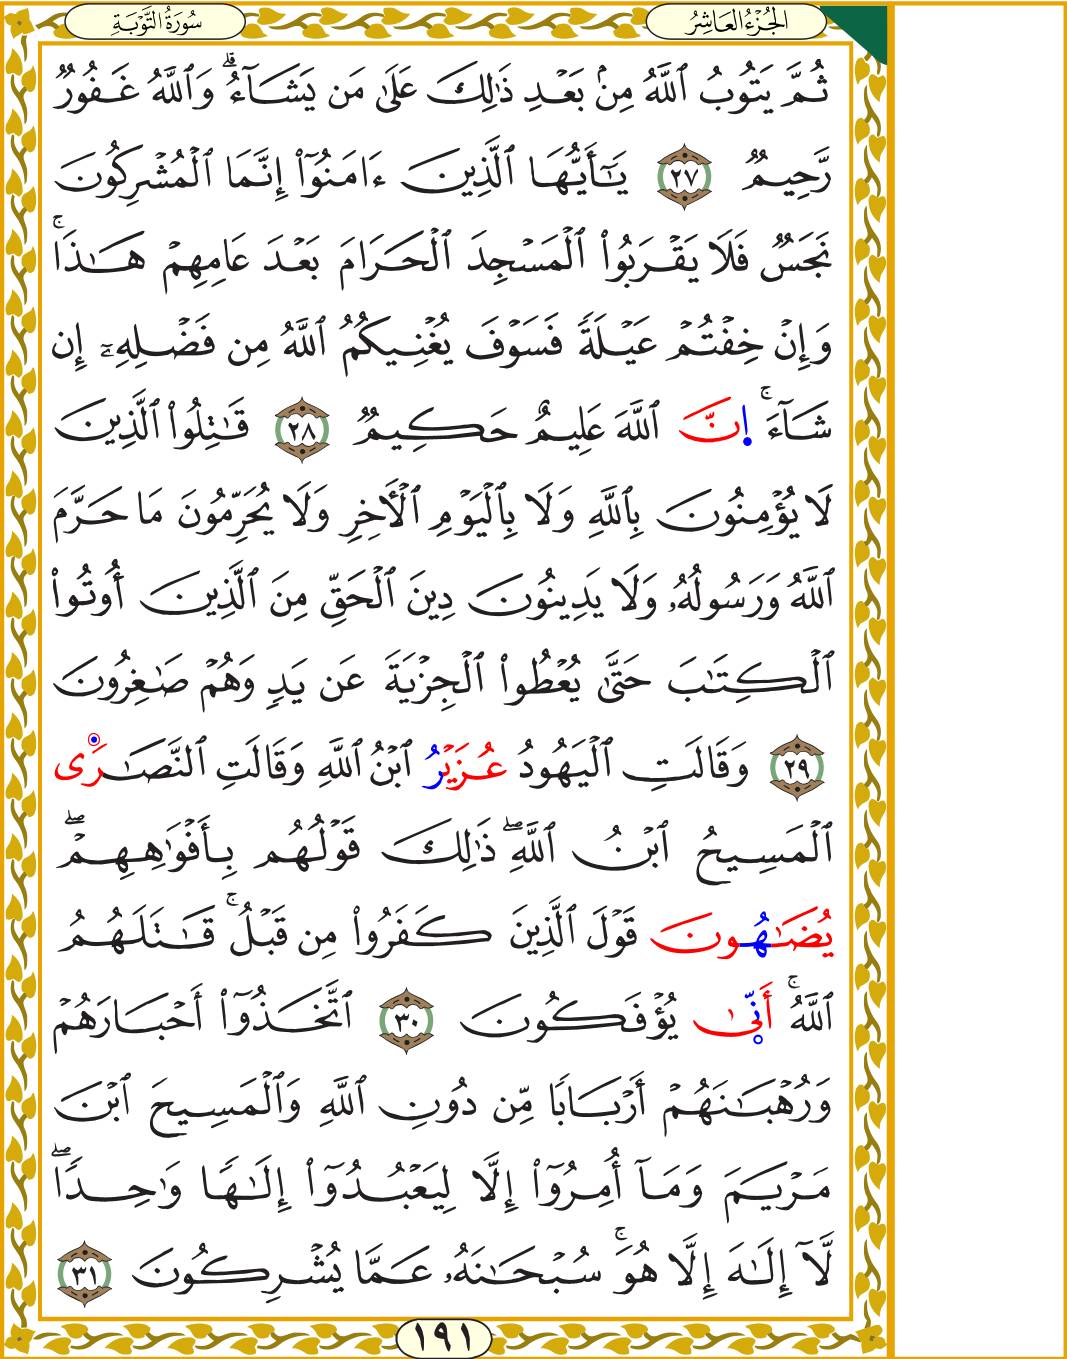 الجُزْءُ العَاشِرُ
سُورَةُ التَّوْبَةِ
ثُمَّ يَتُوبُ ٱللَّهُ مِنۢ بَعْدِ ذَٰلِكَ عَلَىٰ مَن يَشَآءُۗ وَٱللَّهُ غَفُورٌ
رَّحِيمٌ ٢٧ يَٰٓأَيُّهَا ٱلَّذِينَ ءَامَنُوٓا۟ إِنَّمَا ٱلْمُشْرِكُونَ
نَجَسٌ فَلَا يَقْرَبُوا۟ ٱلْمَسْجِدَ ٱلْحَرَامَ بَعْدَ عَامِهِمْ هَٰذَاۚ
وَإِنْ خِفْتُمْ عَيْلَةً فَسَوْفَ يُغْنِيكُمُ ٱللَّهُ مِن فَضْلِهِۦٓ إِن
شَآءَۚ اِنَّ ٱللَّهَ عَلِيمٌ حَكِيمٌ ٢٨ قَٰتِلُوا۟ ٱلَّذِينَ
لَا يُؤْمِنُونَ بِٱللَّهِ وَلَا بِٱلْيَوْمِ ٱلْأَخِرِ وَلَا يُحَرِّمُونَ مَا حَرَّمَ
ٱللَّهُ وَرَسُولُهُۥ وَلَا يَدِينُونَ دِينَ ٱلْحَقِّ مِنَ ٱلَّذِينَ أُوتُوا۟
ٱلْكِتَٰبَ حَتَّىٰ يُعْطُوا۟ ٱلْجِزْيَةَ عَن يَدٍ وَهُمْ صَٰغِرُونَ
٢٩ وَقَالَتِ ٱلْيَهُودُ عُزَيْرُ ٱبْنُ ٱللَّهِ وَقَالَتِ ٱلنَّصَٰرَى
ٱلْمَسِيحُ ٱبْنُ ٱللَّهِۖ ذَٰلِكَ قَوْلُهُم بِأَفْوَٰهِهِمْۖ
يُضَٰهُونَ قَوْلَ ٱلَّذِينَ كَفَرُوا۟ مِن قَبْلُۚ قَٰتَلَهُمُ
ٱللَّهُۚ أَنّىٰ يُؤْفَكُونَ ٣٠ ٱتَّخَذُوٓا۟ أَحْبَارَهُمْ
وَرُهْبَٰنَهُمْ أَرْبَابًا مِّن دُونِ ٱللَّهِ وَٱلْمَسِيحَ ٱبْنَ
مَرْيَمَ وَمَآ أُمِرُوٓا۟ إِلَّا لِيَعْبُدُوٓا۟ إِلَٰهًا وَٰحِدًاۖ
لَّآ إِلَٰهَ إِلَّا هُوَۚ سُبْحَٰنَهُۥ عَمَّا يُشْرِكُونَ ٣١
١٩١